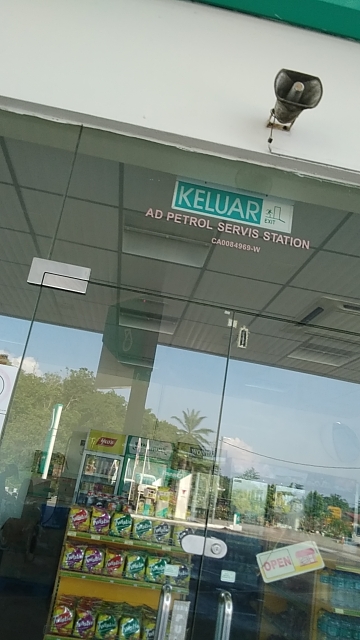 KELUAR
EXIT
AD PETROL SERVIS STATION
CA0084969-W
OPEN